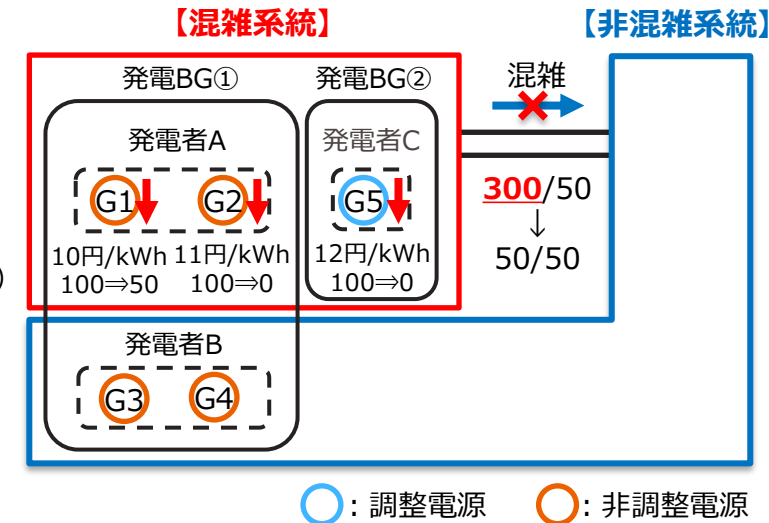 【混雑系統】
【非混雑系統】
発電BG①
発電BG②
混雑
発電者A
発電者C
G1
G2
G5
300/50
↓
50/50
10円/kWh
11円/kWh
12円/kWh
100⇒50
100⇒0
100⇒0
)
発電者B
G3
G4
: 調整電源
: 非調整電源